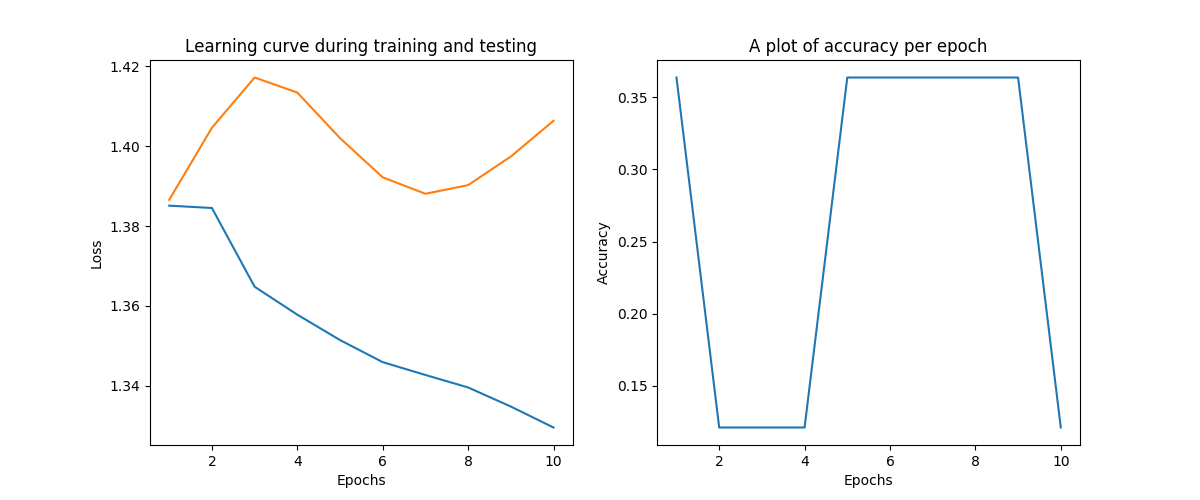 Learning curve during training and testing
1.42
1.40
1.38
1.36
1.34
Loss
2 4 6 8 10
Epochs
A plot of accuracy per epoch
0.35
0.30
0.25
0.20
0.15
Accuracy
2 4 6 8 10
Epochs